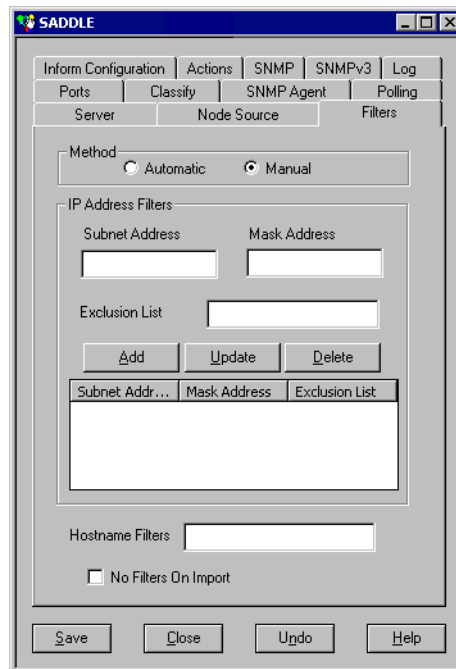 SADDLE
Inform Configuration Actions SNMP SNMPv3 Log
Ports Classify SNMP Agent Polling
Server Node Source Filters
Method
Automatic Manual
IP Address Filters
Subnet Address Mask Address
Exclusion List
Add Update Delete
Subnet Addr... Mask Address Exclusion List
Hostname Filters
No Filters On Import
Save Close Undo Help